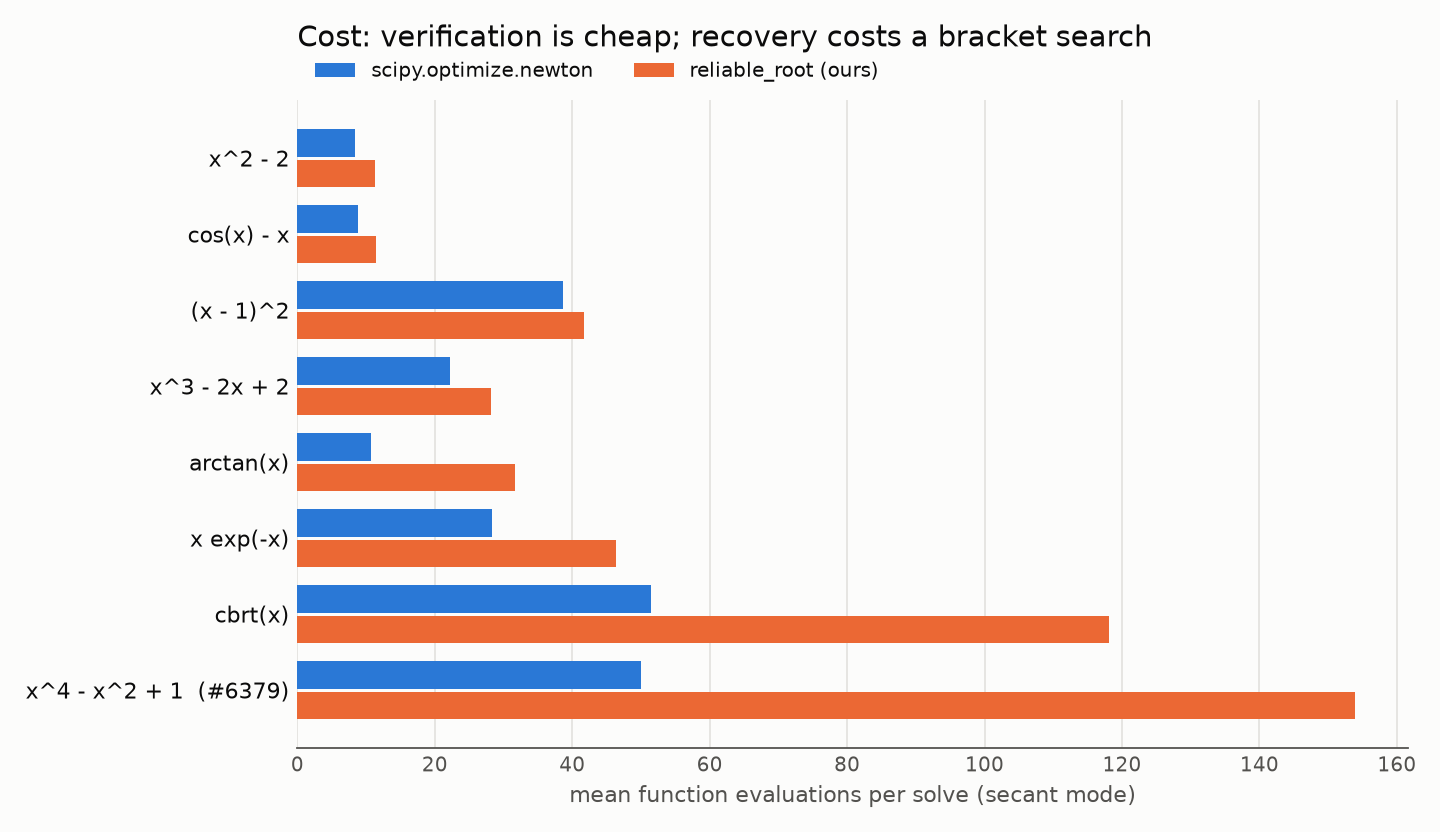 Cost: verification is cheap; recovery costs a bracket search
scipy.optimize.newton reliable_root (ours)
x^2 - 2
cos(x) - x
(x - 1)^2
x^3 - 2x + 2
arctan(x)
x exp(-x)
cbrt(x)
x^4 - x^2 + 1 (#6379)
0 20 40 60 80 100 120 140 160
mean function evaluations per solve (secant mode)